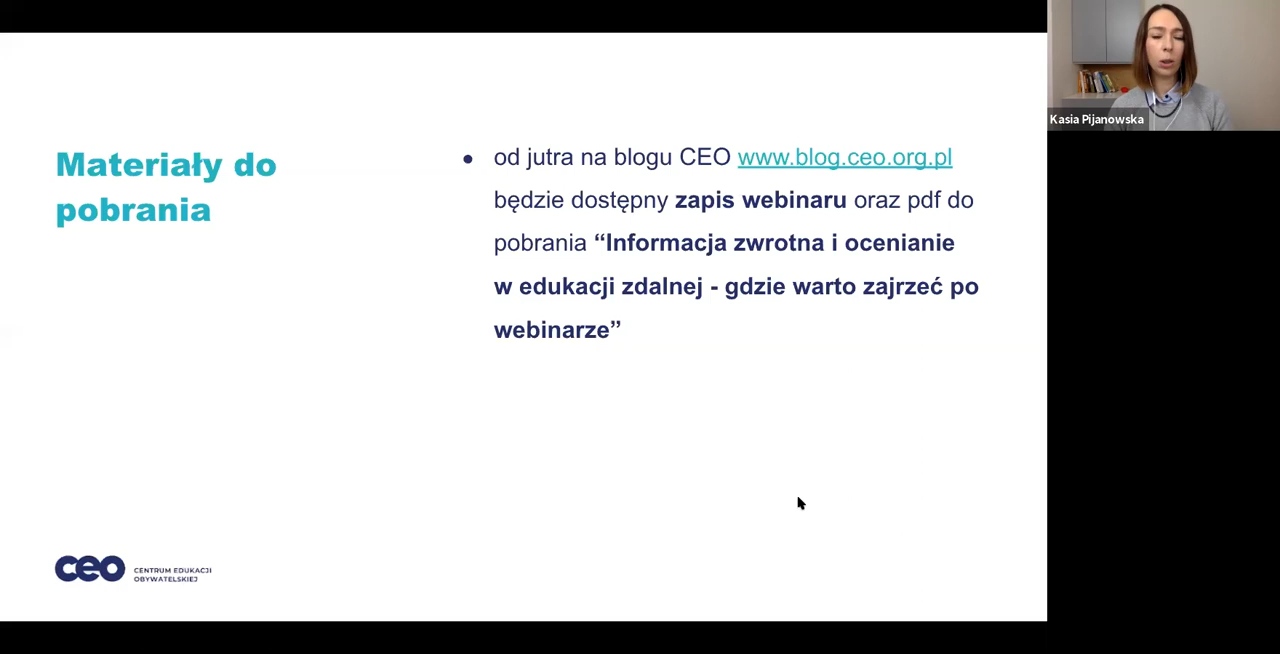 Materiały do
pobrania
● od jutra na blogu CEO www.blog.ceo.org.pl
będzie dostępny zapis webinaru oraz pdf do
pobrania “Informacja zwrotna i ocenianie
w edukacji zdalnej - gdzie warto zajrzeć po
webinarze”
ceo CENTRUM EDUKACJI
OBYWATELSKIEJ
Kasia Pijanowska